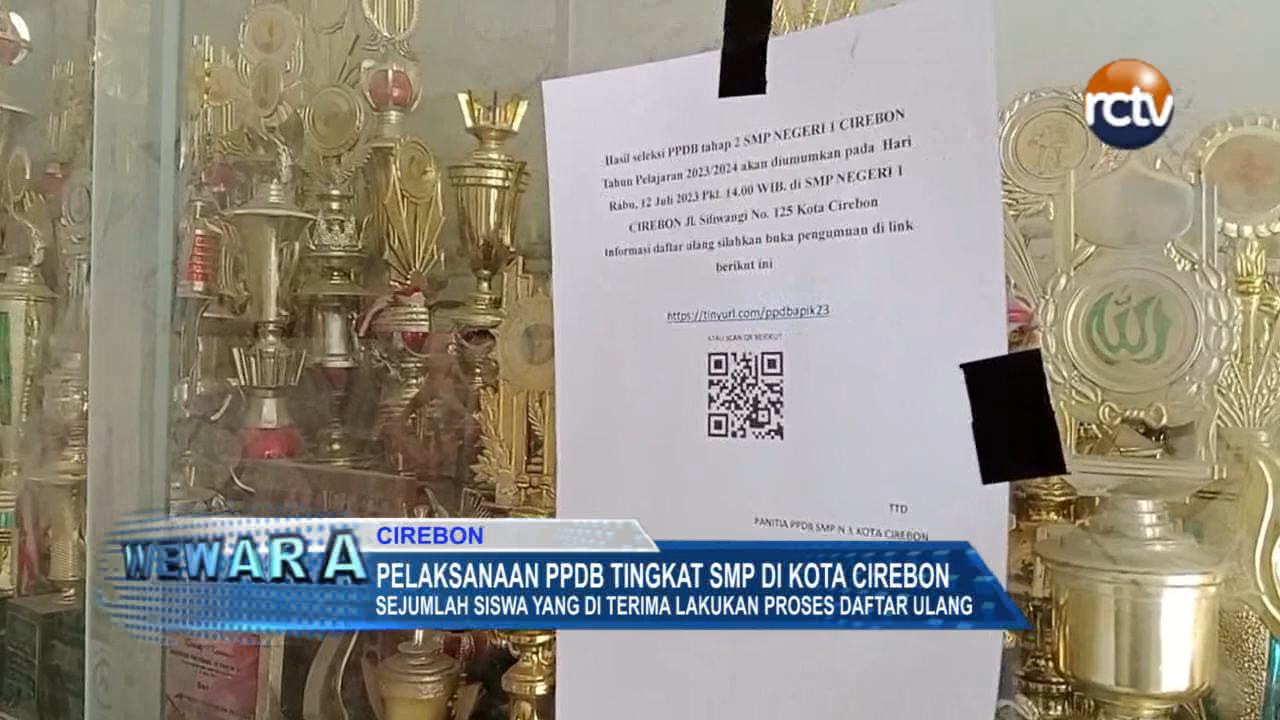 rctv
Hasil seleksi PPDB tahap 2 SMP NEGERI 1 CIREBON
Tahun Pelajaran 2023/2024 akan diumumkan pada Hari
Rabu, 12 Juli 2023 Pkl. 14.00 WIB. di SMP NEGERI 1
CIREBON Jl. Siliwangi No. 125 Kota Cirebon
Informasi daftar ulang silahkan buka pengumuan di link
berikut ini
https://tinyurl.com/ppdbapik23
ATAU SCAN QR BERIKUT
TTD
PANITIA PPDB SMP N 1 KOTA CIREBON
CIREBON
WEWARA
PELAKSANAAN PPDB TINGKAT SMP DI KOTA CIREBON
SEJUMLAH SISWA YANG DI TERIMA LAKUKAN PROSES DAFTAR ULANG